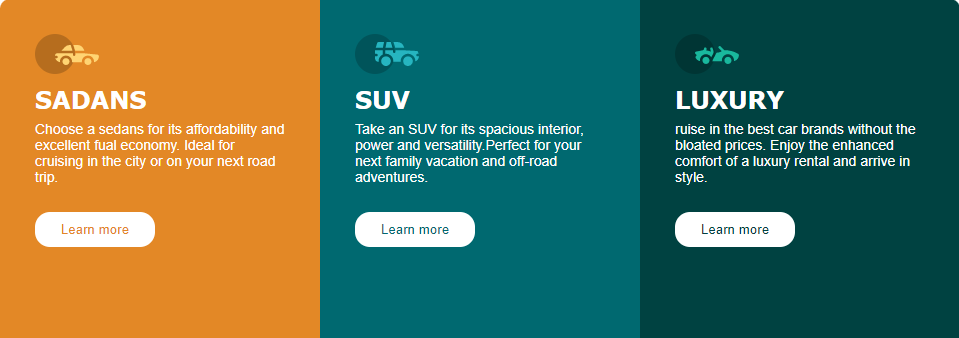 SADANS
Choose a sedans for its affordability and
excellent fual economy. Ideal for
cruising in the city or on your next road
trip.
Learn more
SUV
Take an SUV for its spacious interior,
power and versatility.Perfect for your
next family vacation and off-road
adventures.
Learn more
LUXURY
ruise in the best car brands without the
bloated prices. Enjoy the enhanced
comfort of a luxury rental and arrive in
style.
Learn more